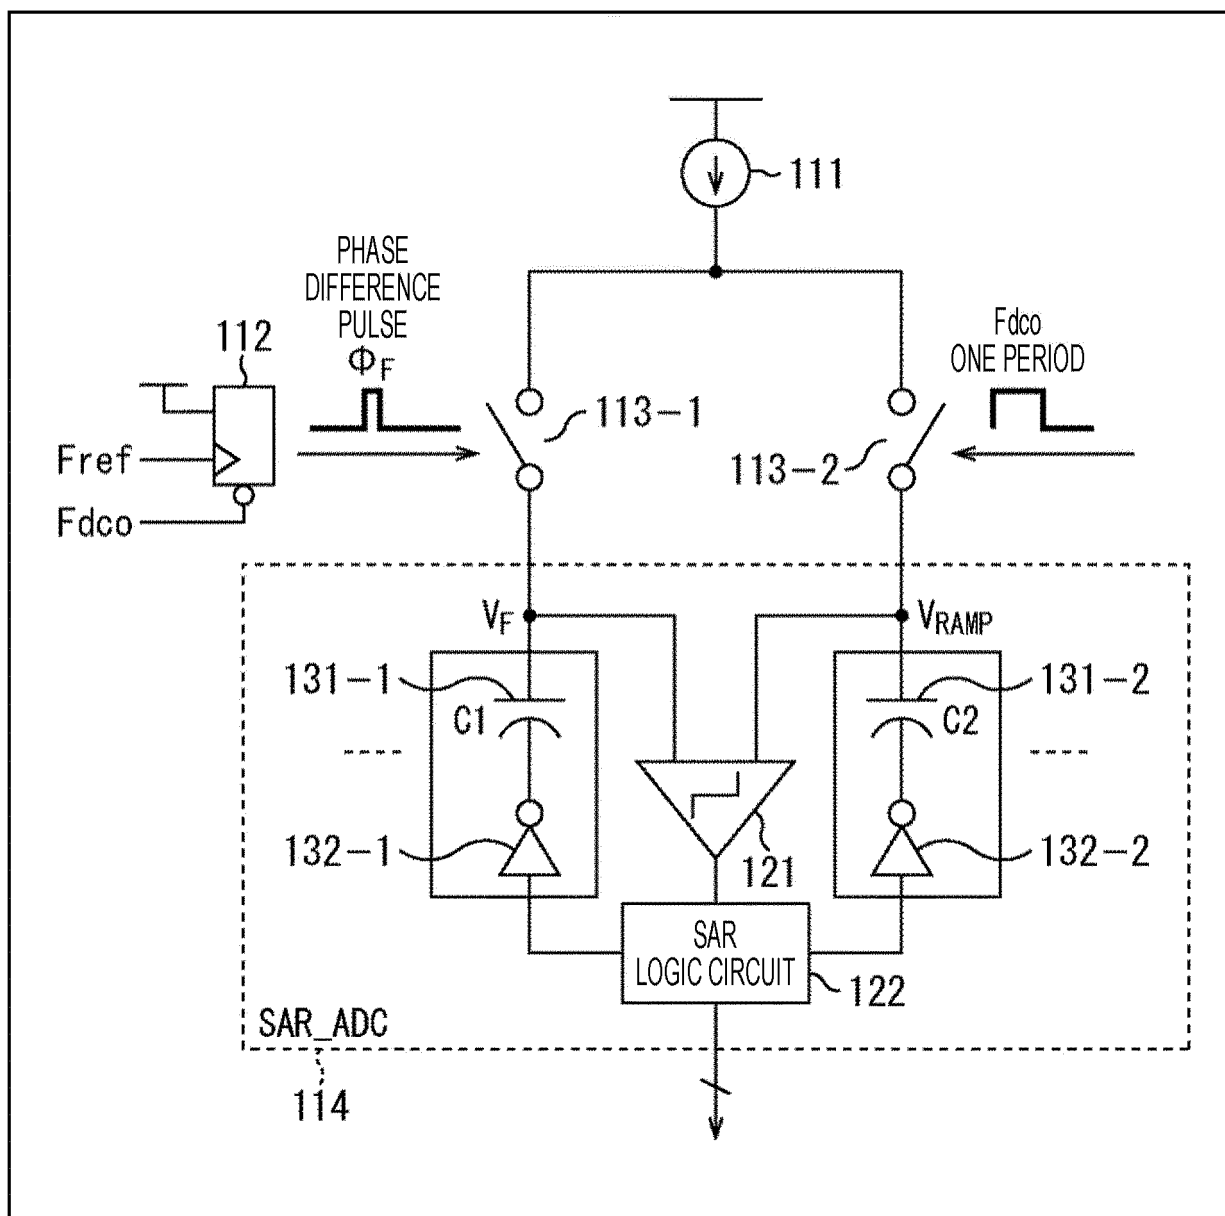 111
PHASE
DIFFERENCE
PULSE
ΦF
112
Fdco
ONE PERIOD
113-1
113-2
Fref
Fdco
VF
VRAMP
131-1
C1
131-2
C2
132-1
121
132-2
SAR
LOGIC CIRCUIT
122
SAR_ADC
114